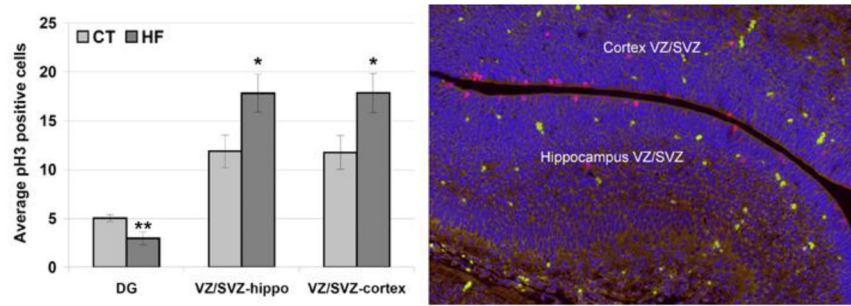 Average pH3 positive cells
25
20
15
10
5
0
CT HF
**
*
*
DG
VZ/SVZ-hippo
VZ/SVZ-cortex
Cortex VZ/SVZ
Hippocampus VZ/SVZ